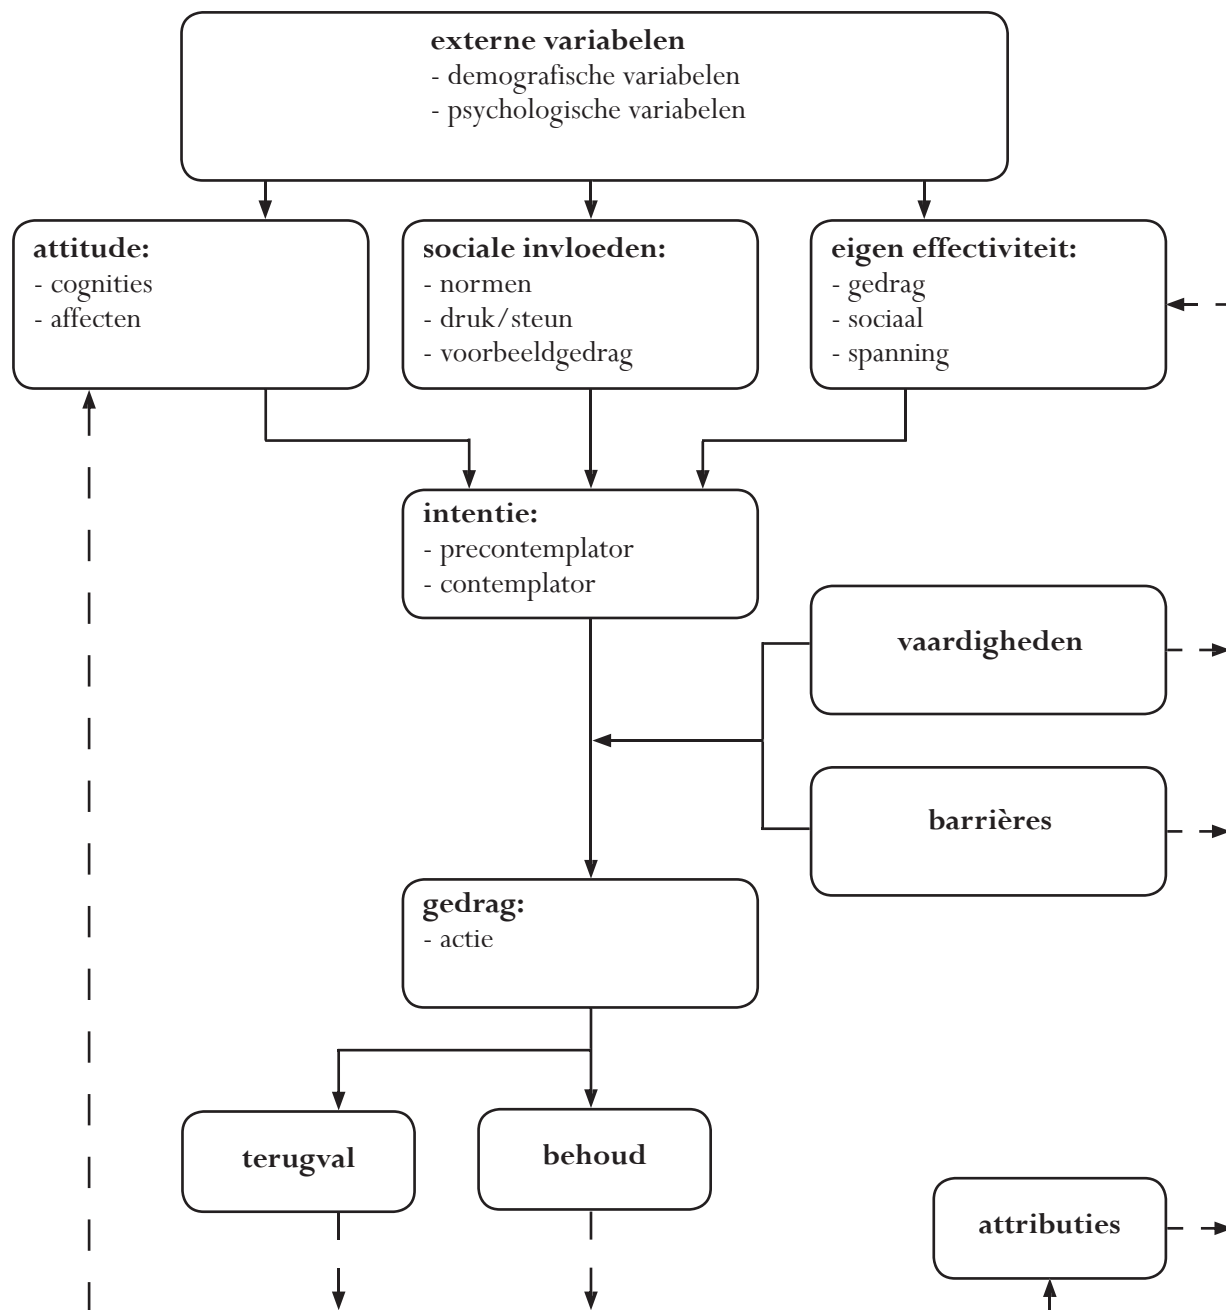 externe variabelen
- demografische variabelen
- psychologische variabelen
attitude:
- cognities
- affecten
sociale invloeden:
- normen
- druk/steun
- voorbeeldgedrag
eigen effectiviteit:
- gedrag
- sociaal
- spanning
intentie:
- precontemplator
- contemplator
vaardigheden
barrières
gedrag:
- actie
terugval
behoud
attributies